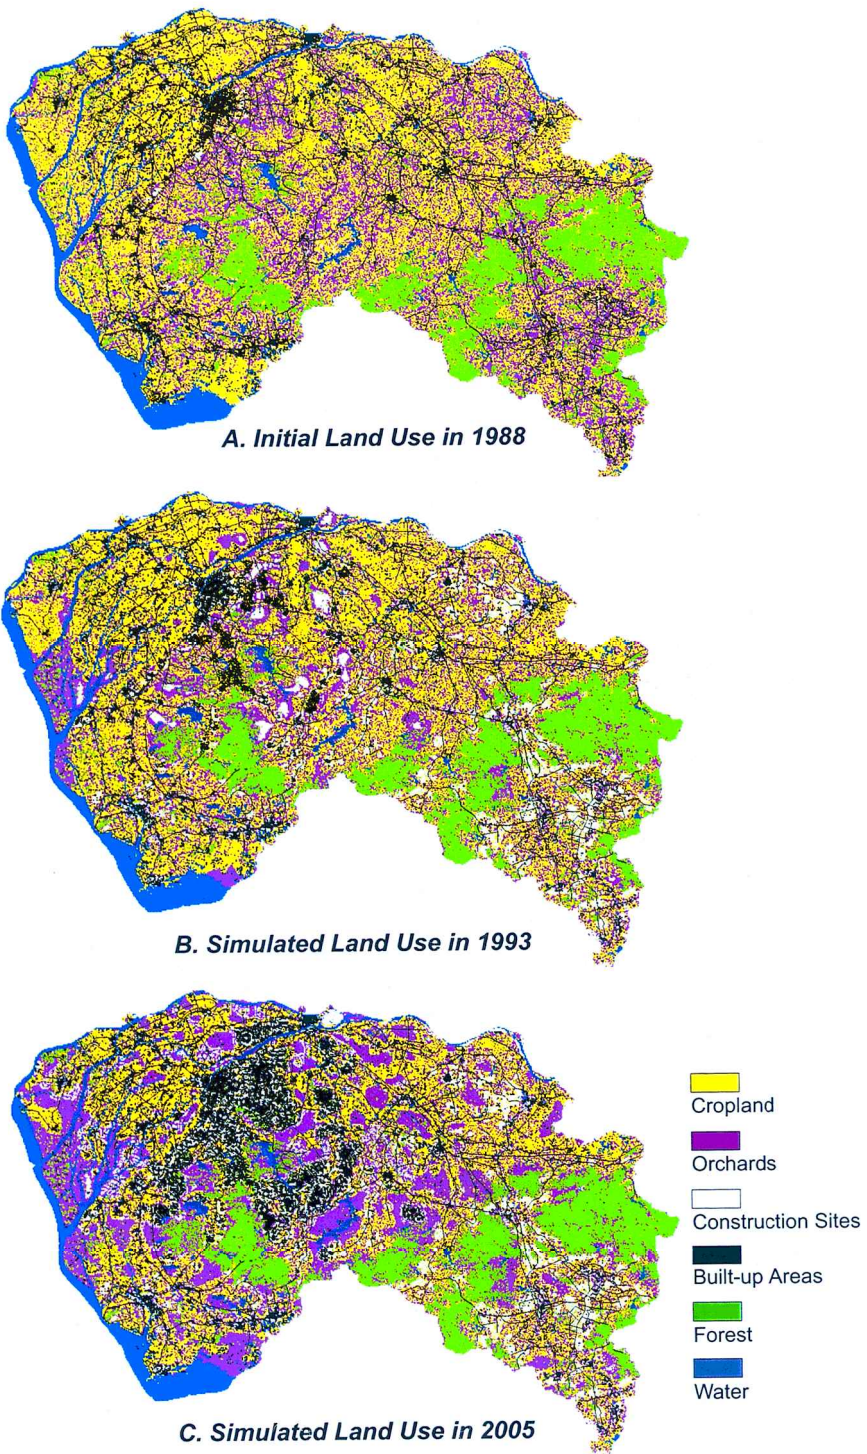 A. Initial Land Use in 1988
B. Simulated Land Use in 1993
Cropland
Orchards
Construction Sites
Built-up Areas
Forest
Water
C. Simulated Land Use in 2005